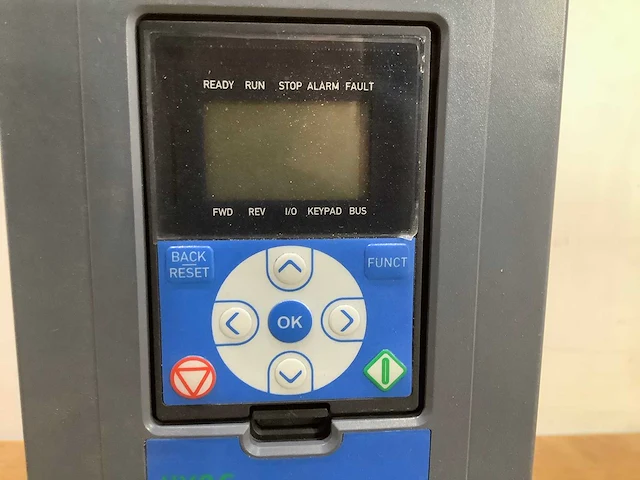 READY RUN STOP ALARM FAULT
FWD REV I/O KEYPAD BUS
BACK
RESET
FUNCT
OK